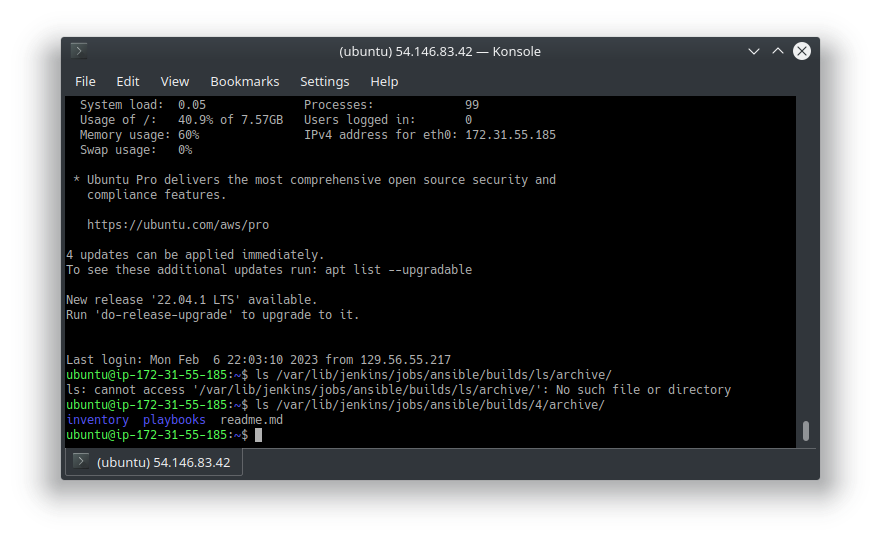 (ubuntu) 54.146.83.42 — Konsole
File Edit View Bookmarks Settings Help
System load: 0.05 Processes: 99
Usage of /: 40.9% of 7.57GB Users logged in: 0
Memory usage: 60% IPv4 address for eth0: 172.31.55.185
Swap usage: 0%
* Ubuntu Pro delivers the most comprehensive open source security and
compliance features.
https://ubuntu.com/aws/pro
4 updates can be applied immediately.
To see these additional updates run: apt list --upgradable
New release '22.04.1 LTS' available.
Run 'do-release-upgrade' to upgrade to it.
Last login: Mon Feb  6 22:03:10 2023 from 129.56.55.217
ubuntu@ip-172-31-55-185:~$ ls /var/lib/jenkins/jobs/ansible/builds/ls/archive/
ls: cannot access '/var/lib/jenkins/jobs/ansible/builds/ls/archive/': No such file or directory
ubuntu@ip-172-31-55-185:~$ ls /var/lib/jenkins/jobs/ansible/builds/4/archive/
inventory  playbooks  readme.md
ubuntu@ip-172-31-55-185:~$
(ubuntu) 54.146.83.42